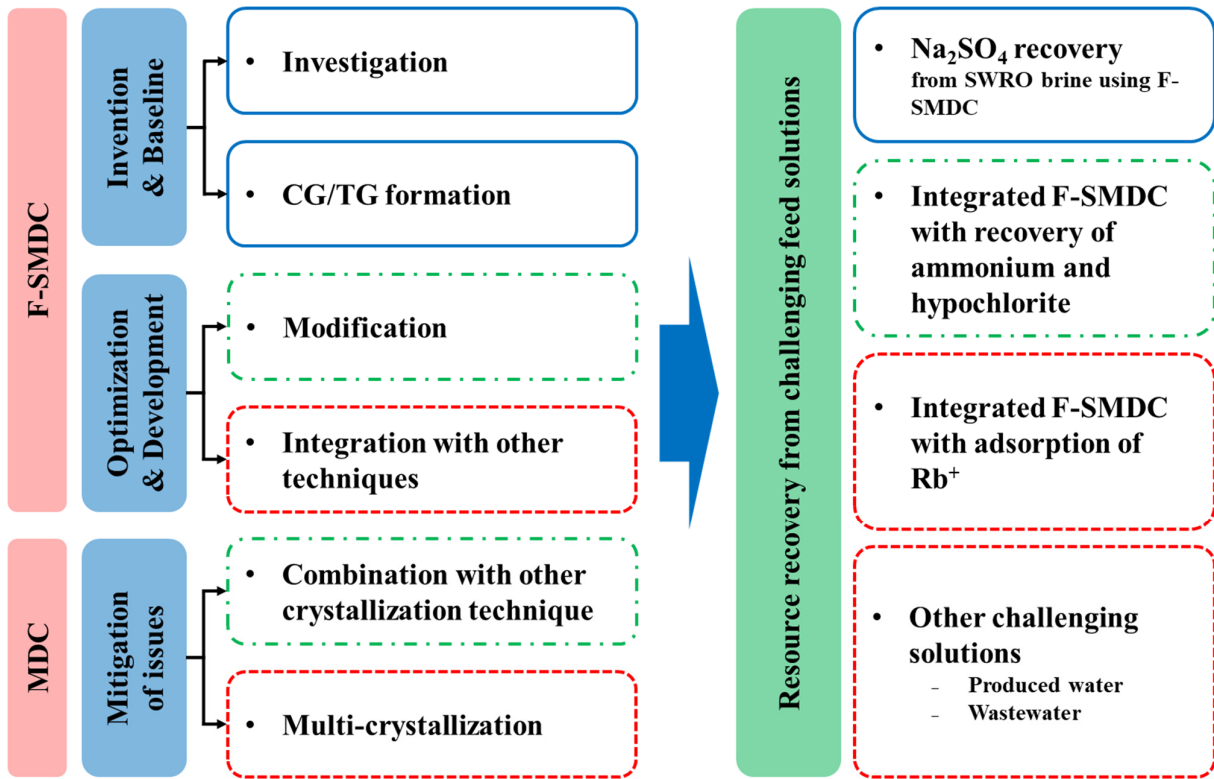 F-SMDC
Invention
& Baseline
• Investigation
• CG/TG formation
Optimization
& Development
• Modification
• Integration with other
techniques
MDC
Mitigation
of issues
• Combination with other
crystallization technique
• Multi-crystallization
Resource recovery from challenging feed solutions
• Na₂SO₄ recovery
from SWRO brine using F-
SMDC
• Integrated F-SMDC
with recovery of
ammonium and
hypochlorite
• Integrated F-SMDC
with adsorption of
Rb⁺
• Other challenging
solutions
– Produced water
– Wastewater